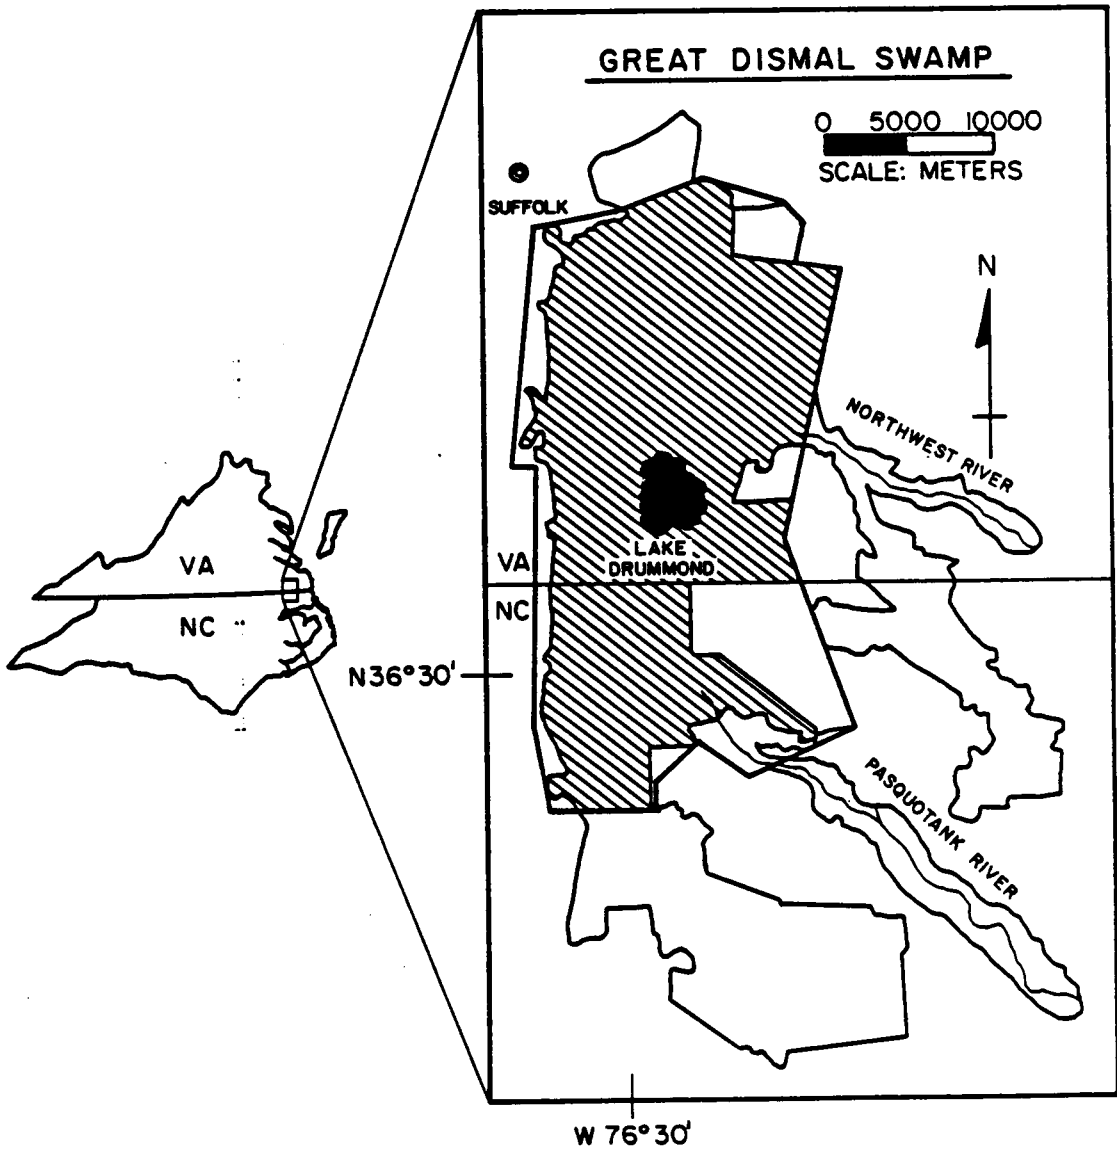 GREAT DISMAL SWAMP
0 5000 10000
SCALE: METERS
SUFFOLK
N
NORTHWEST RIVER
LAKE
DRUMMOND
VA
NC
VA
NC
N36°30'
PASQUOTANK RIVER
W 76°30'